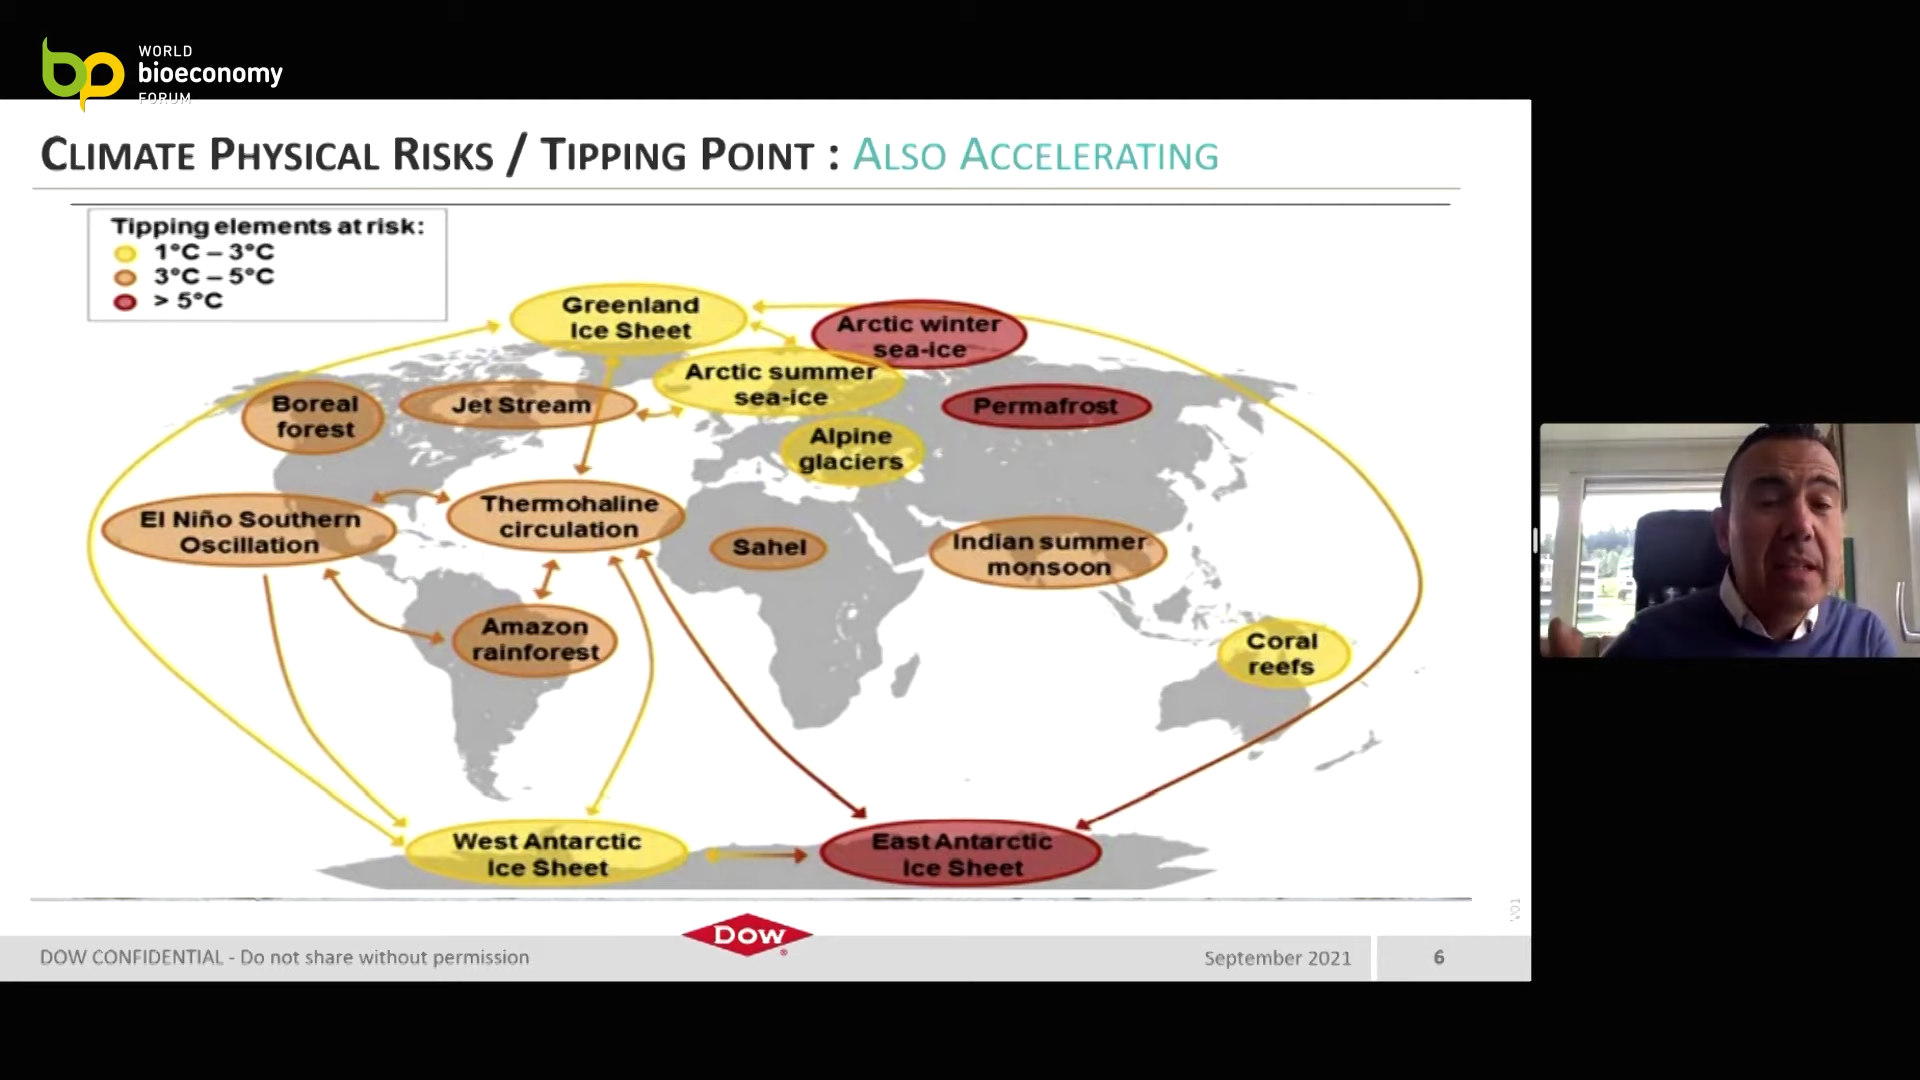 WORLD
bioeconomy
FORUM
CLIMATE PHYSICAL RISKS / TIPPING POINT : ALSO ACCELERATING
Tipping elements at risk:
1°C – 3°C
3°C – 5°C
> 5°C
Greenland
Ice Sheet
Arctic winter
sea-ice
Arctic summer
sea-ice
Boreal
forest
Jet Stream
Permafrost
Alpine
glaciers
El Niño Southern
Oscillation
Thermohaline
circulation
Sahel
Indian summer
monsoon
Amazon
rainforest
Coral
reefs
West Antarctic
Ice Sheet
East Antarctic
Ice Sheet
V01
DOW CONFIDENTIAL - Do not share without permission
DOW
September 2021
6